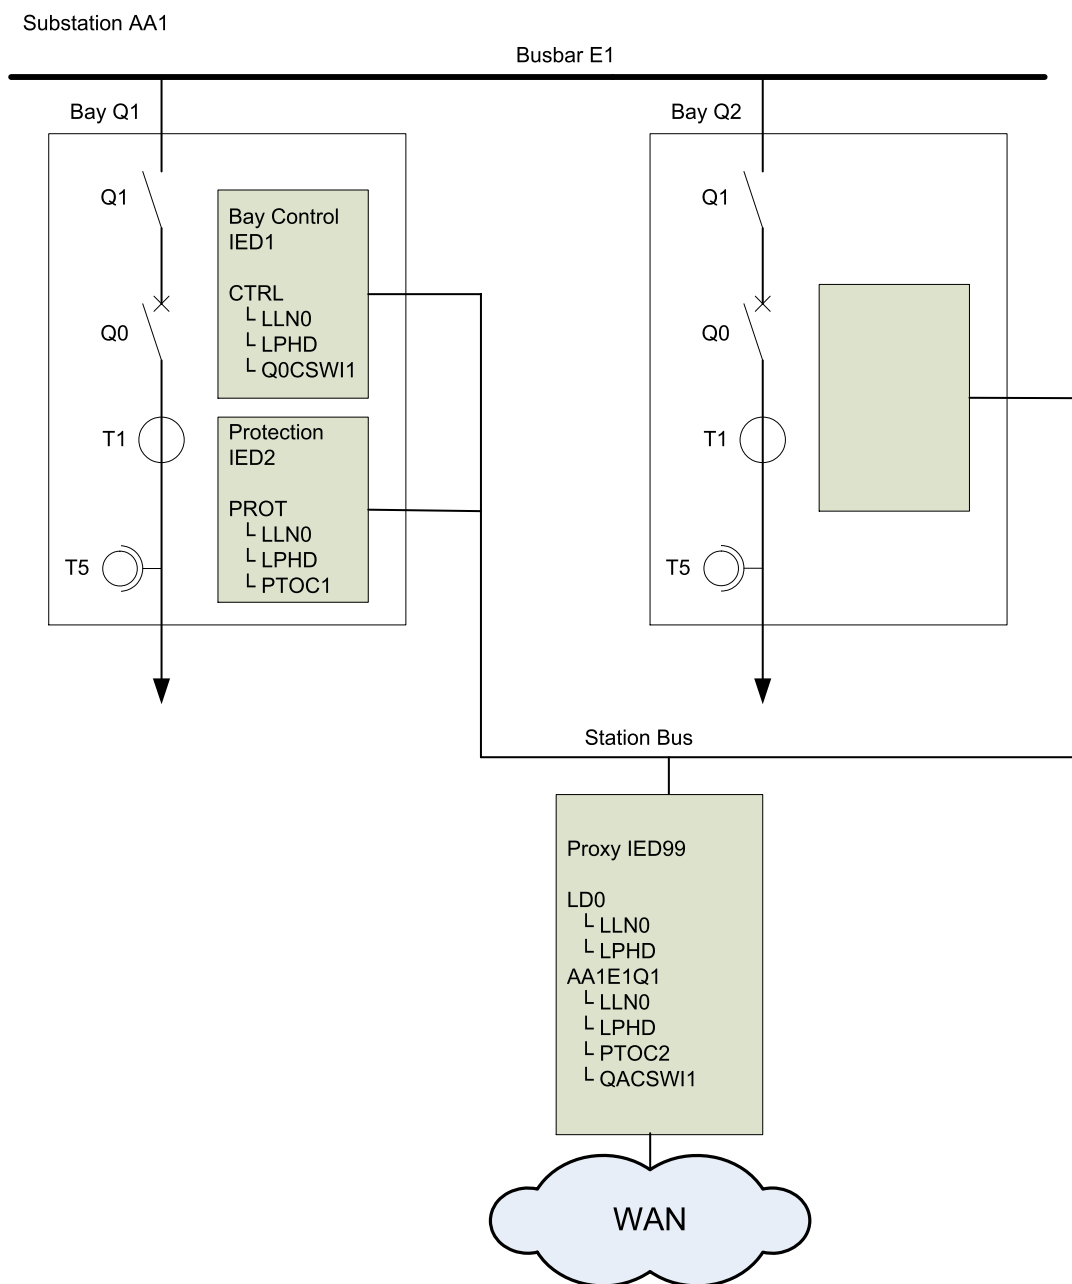 Substation AA1
Busbar E1
Bay Q1
Q1
Q0
T1
T5
Bay Control
IED1
CTRL
LLN0
LPHD
Q0CSWI1
Protection
IED2
PROT
LLN0
LPHD
PTOC1
Bay Q2
Q1
Q0
T1
T5
Station Bus
Proxy IED99
LD0
LLN0
LPHD
AA1E1Q1
LLN0
LPHD
PTOC2
QACSWI1
WAN